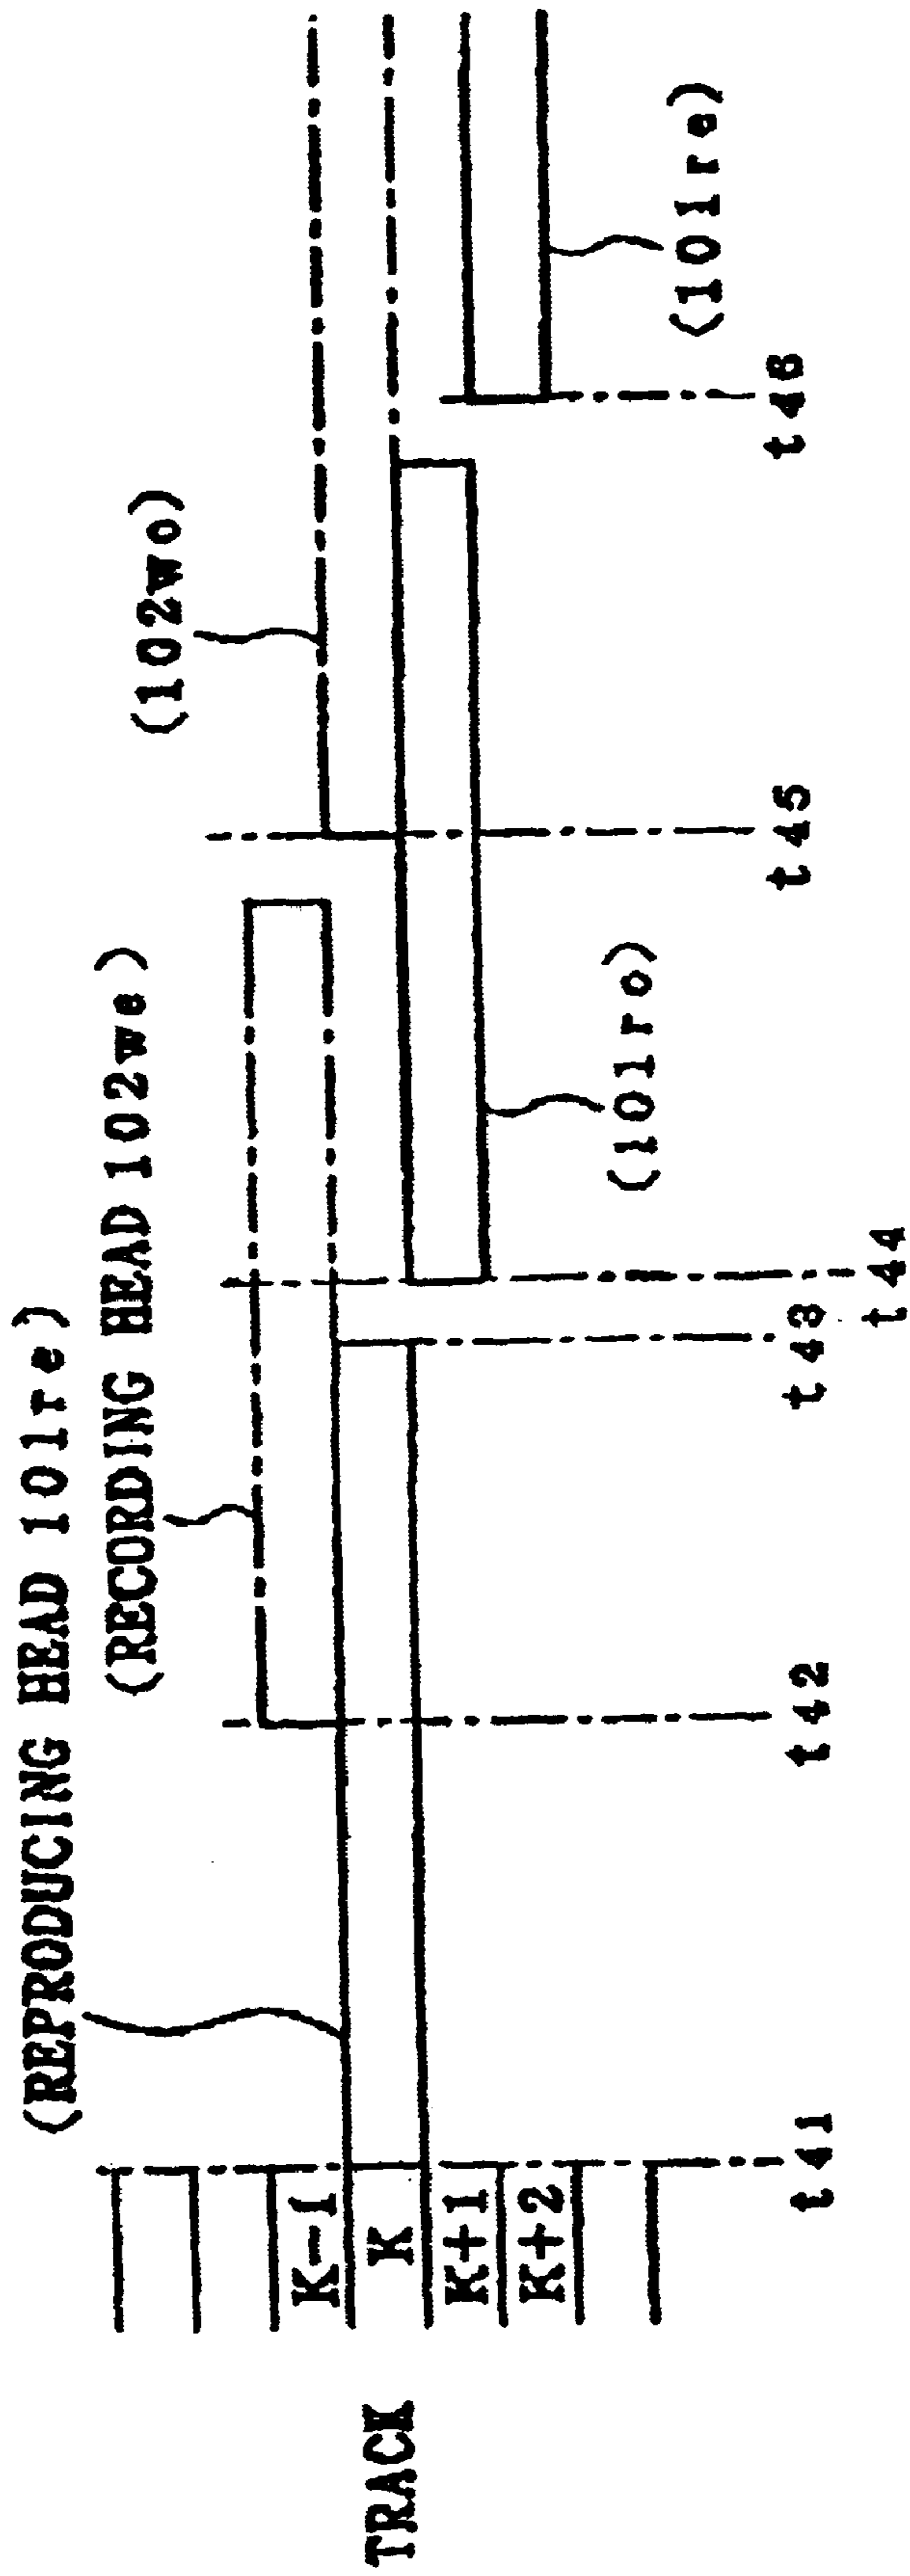 (REPRODUCING HEAD 101re)
(RECORDING HEAD 102we)
(102wo)
TRACK
K-1
K
K+1
K+2
(101ro)
(101re)
t41
t42
t43
t44
t45
t46